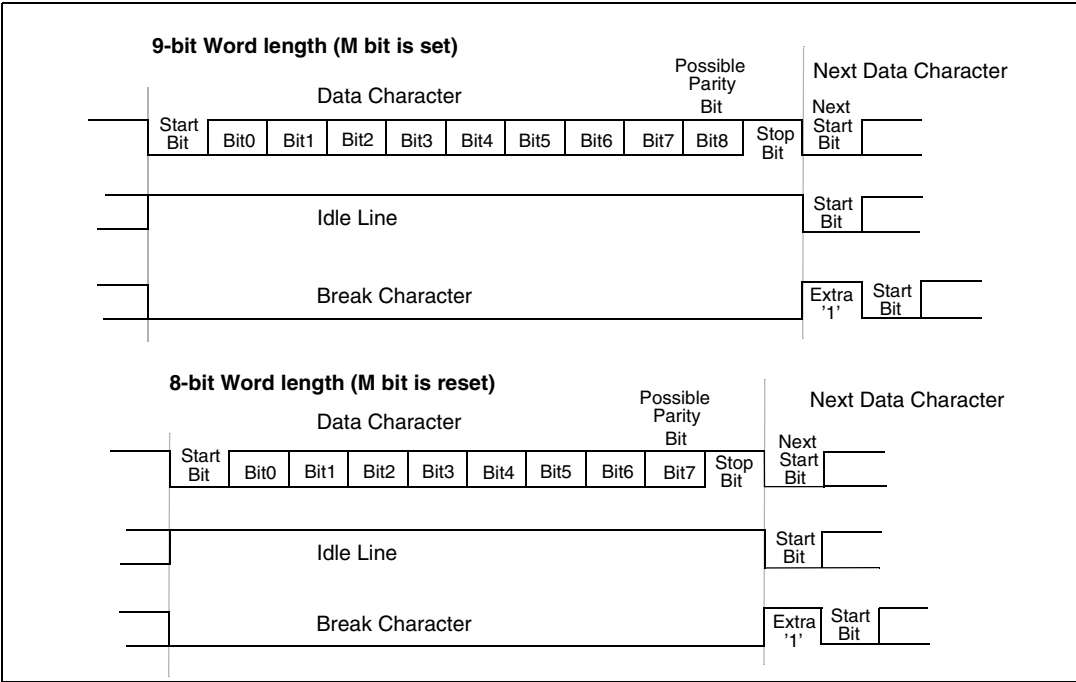 9-bit Word length (M bit is set)
Possible
Parity
Bit
Next Data Character
Data Character
Next
Start
Bit
Start
Bit
Bit0
Bit1
Bit2
Bit3
Bit4
Bit5
Bit6
Bit7
Bit8
Stop
Bit
Idle Line
Start
Bit
Break Character
Extra
'1'
Start
Bit
8-bit Word length (M bit is reset)
Possible
Parity
Bit
Next Data Character
Data Character
Next
Start
Bit
Start
Bit
Bit0
Bit1
Bit2
Bit3
Bit4
Bit5
Bit6
Bit7
Stop
Bit
Idle Line
Start
Bit
Break Character
Extra
'1'
Start
Bit